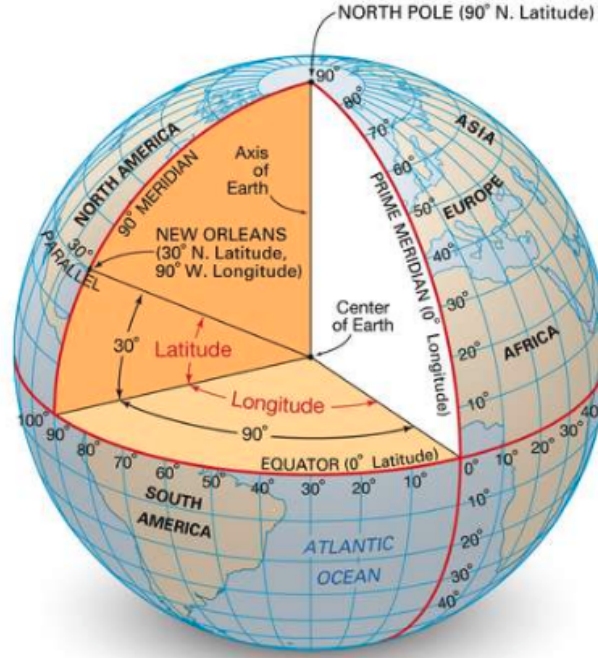 NORTH POLE (90° N. Latitude)
90°
80°
70°
60°
50°
40°
30°
20°
10°
ASIA
EUROPE
AFRICA
PRIME MERIDIAN (0° Longitude)
NORTH AMERICA
90° MERIDIAN
Axis
of
Earth
30°
PARALLEL
NEW ORLEANS
(30° N. Latitude,
90° W. Longitude)
Center
of Earth
30°
Latitude
Longitude
90°
EQUATOR (0° Latitude)
100°
90°
80°
70°
60°
50°
40°
30°
20°
10°
0°
10°
20°
30°
40°
10°
20°
30°
40°
SOUTH
AMERICA
ATLANTIC
OCEAN